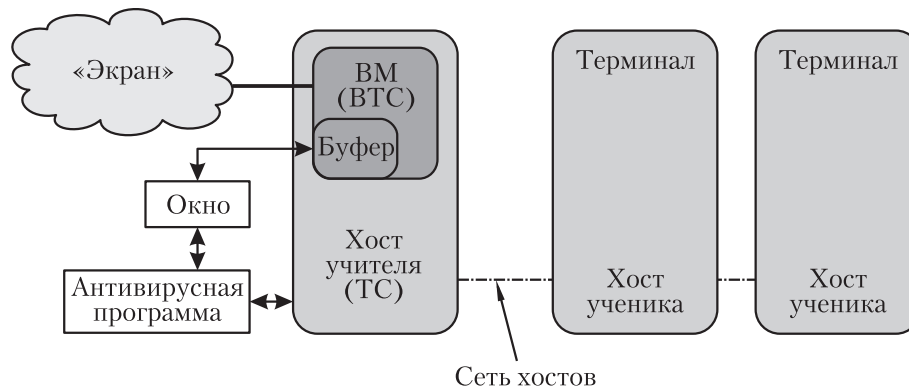 «Экран»
ВМ
(ВТС)
Буфер
Окно
Антивирусная
программа
Хост
учителя
(ТС)
Терминал
Хост
ученика
Терминал
Хост
ученика
Сеть хостов